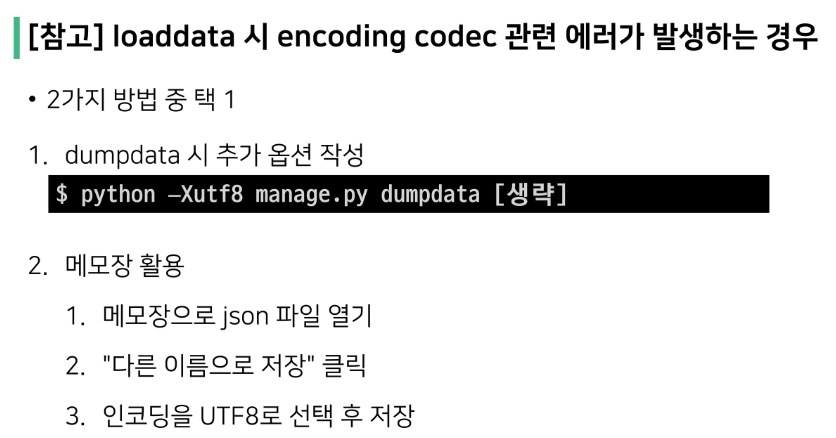 [참고] loaddata 시 encoding codec 관련 에러가 발생하는 경우
• 2가지 방법 중 택 1
1. dumpdata 시 추가 옵션 작성
$ python –Xutf8 manage.py dumpdata [생략]
2. 메모장 활용
1. 메모장으로 json 파일 열기
2. "다른 이름으로 저장" 클릭
3. 인코딩을 UTF8로 선택 후 저장